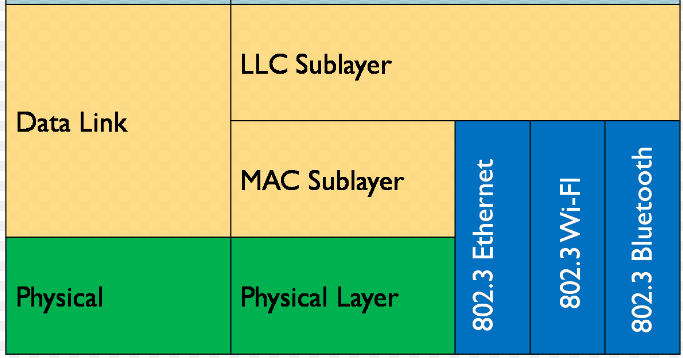 LLC Sublayer
Data Link
MAC Sublayer
802.3 Ethernet
802.3 Wi-FI
802.3 Bluetooth
Physical
Physical Layer